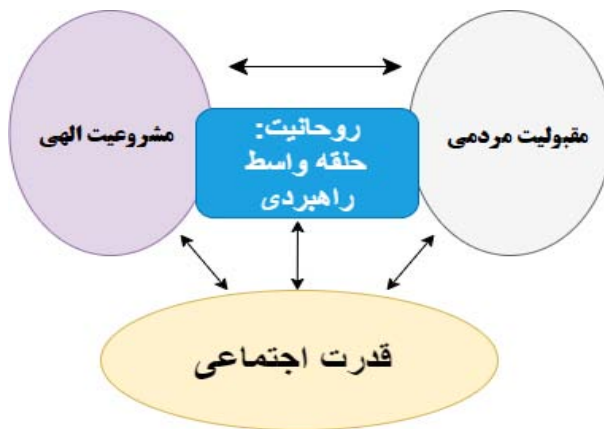 مقبولیت مردمی
روحانیت:
حلقه واسط
راهبردی
مشروعیت الهی
قدرت اجتماعی